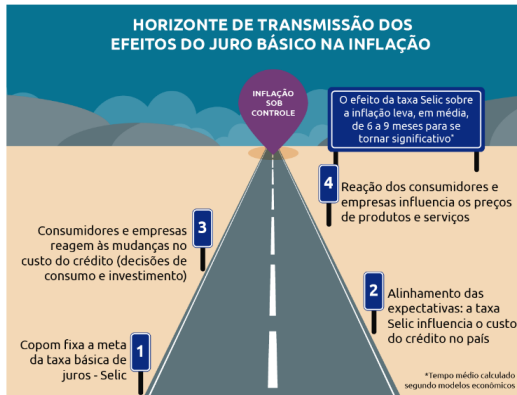 HORIZONTE DE TRANSMISSÃO DOS
EFEITOS DO JURO BÁSICO NA INFLAÇÃO
INFLAÇÃO
SOB
CONTROLE
O efeito da taxa Selic sobre
a inflação leva, em média,
de 6 a 9 meses para se
tornar significativo*
4
Reação dos consumidores e
empresas influencia os preços
de produtos e serviços
3
Consumidores e empresas
reagem às mudanças no
custo do crédito (decisões de
consumo e investimento)
2
Alinhamento das
expectativas: a taxa
Selic influencia o custo
do crédito no país
1
Copom fixa a meta
da taxa básica de
juros - Selic
*Tempo médio calculado
segundo modelos econômicos